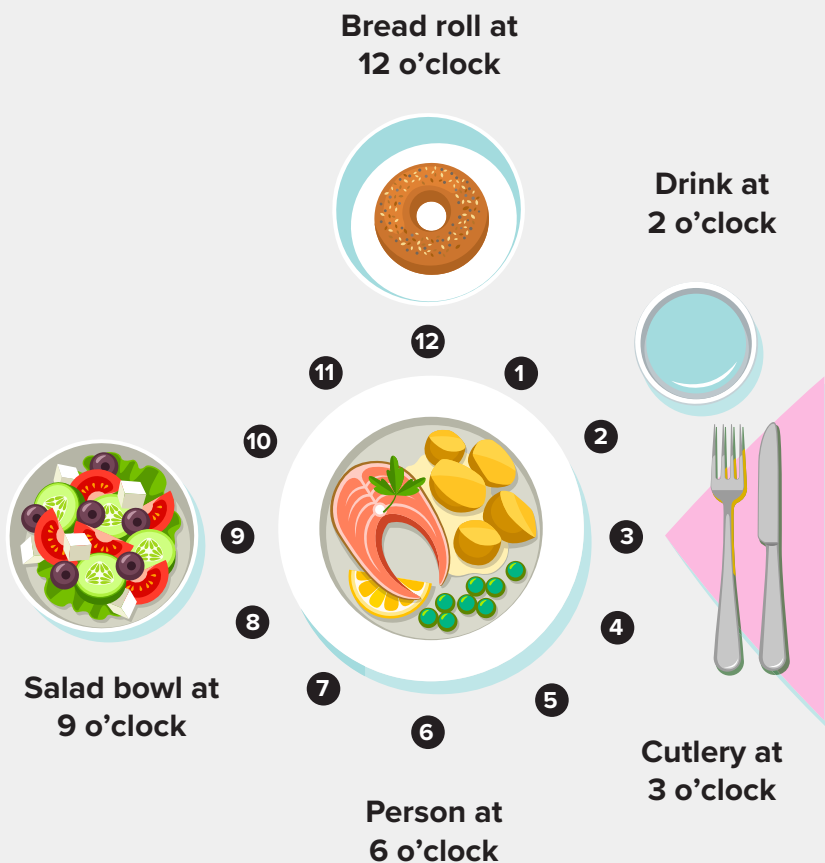 Bread roll at
12 o’clock
Drink at
2 o’clock
12
11
1
10
2
9
3
8
4
7
5
6
Salad bowl at
9 o’clock
Cutlery at
3 o’clock
Person at
6 o’clock